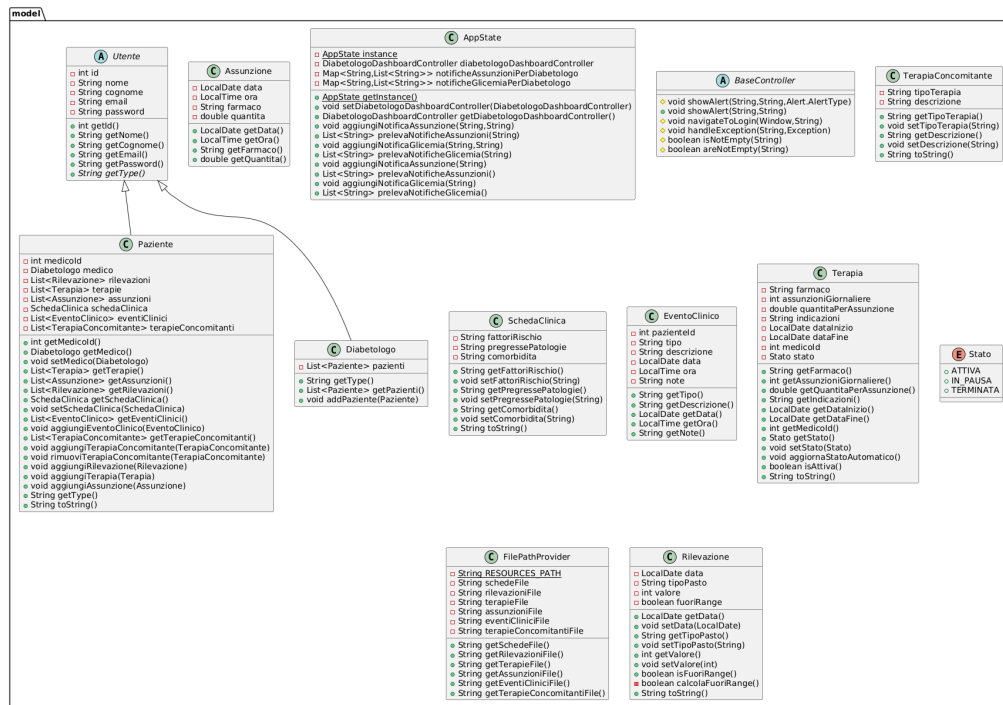 model
A Utente
int id
String nome
String cognome
String email
String password
int getId()
String getNome()
String getCognome()
String getEmail()
String getPassword()
String getType()
C Assunzione
LocalDate data
LocalTime ora
String farmaco
double quantita
LocalDate getData()
LocalTime getOra()
String getFarmaco()
double getQuantita()
C AppState
AppState instance
DiabetologoDashboardController diabetologoDashboardController
Map<String,List<String>> notificheAssunzioniPerDiabetologo
Map<String,List<String>> notificheGlicemiaPerDiabetologo
AppState getInstance()
void setDiabetologoDashboardController(DiabetologoDashboardController)
DiabetologoDashboardController getDiabetologoDashboardController()
void aggiungiNotificaAssunzione(String,String)
List<String> prelevaNotificheAssunzioni(String)
void aggiungiNotificaGlicemia(String,String)
List<String> prelevaNotificheGlicemia(String)
void aggiungiNotificaAssunzione(String)
List<String> prelevaNotificheAssunzioni()
void aggiungiNotificaGlicemia(String)
List<String> prelevaNotificheGlicemia()
A BaseController
void showAlert(String,String,Alert.AlertType)
void showAlert(String,String)
void navigateToLogin(Window,String)
void handleException(String,Exception)
boolean isNotEmpty(String)
boolean areNotEmpty(String)
C TerapiaConcomitante
String tipoTerapia
String descrizione
String getTipoTerapia()
void setTipoTerapia(String)
String getDescrizione()
void setDescrizione(String)
String toString()
C Paziente
int medicoId
Diabetologo medico
List<Rilevazione> rilevazioni
List<Terapia> terapie
List<Assunzione> assunzioni
SchedaClinica schedaClinica
List<EventoClinico> eventiClinici
List<TerapiaConcomitante> terapieConcomitanti
int getMedicoId()
Diabetologo getMedico()
void setMedico(Diabetologo)
List<Terapia> getTerapie()
List<Assunzione> getAssunzioni()
List<Rilevazione> getRilevazioni()
SchedaClinica getSchedaClinica()
void setSchedaClinica(SchedaClinica)
List<EventoClinico> getEventiClinici()
void aggiungiEventoClinico(EventoClinico)
List<TerapiaConcomitante> getTerapieConcomitanti()
void aggiungiTerapiaConcomitante(TerapiaConcomitante)
void rimuoviTerapiaConcomitante(TerapiaConcomitante)
void aggiungiRilevazione(Rilevazione)
void aggiungiTerapia(Terapia)
void aggiungiAssunzione(Assunzione)
String getType()
String toString()
C Diabetologo
List<Paziente> pazienti
String getType()
List<Paziente> getPazienti()
void addPaziente(Paziente)
C SchedaClinica
String fattoriRischio
String pregressePatologie
String comorbidita
String getFattoriRischio()
void setFattoriRischio(String)
String getPregressePatologie()
void setPregressePatologie(String)
String getComorbidita()
void setComorbidita(String)
String toString()
C EventoClinico
int pazienteId
String tipo
String descrizione
LocalDate data
LocalTime ora
String note
String getTipo()
String getDescrizione()
LocalDate getData()
LocalTime getOra()
String getNote()
C Terapia
String farmaco
int assunzioniGiornaliere
double quantitaPerAssunzione
String indicazioni
LocalDate dataInizio
LocalDate dataFine
int medicoId
Stato stato
String getFarmaco()
int getAssunzioniGiornaliere()
double getQuantitaPerAssunzione()
String getIndicazioni()
LocalDate getDataInizio()
LocalDate getDataFine()
int getMedicoId()
Stato getStato()
void setStato(Stato)
void aggiornaStatoAutomatico()
boolean isAttiva()
String toString()
E Stato
ATTIVA
IN_PAUSA
TERMINATA
C FilePathProvider
String RESOURCES_PATH
String schedeFile
String rilevazioniFile
String terapieFile
String assunzioniFile
String eventiCliniciFile
String terapieConcomitantiFile
String getSchedeFile()
String getRilevazioniFile()
String getTerapieFile()
String getAssunzioniFile()
String getEventiCliniciFile()
String getTerapieConcomitantiFile()
C Rilevazione
LocalDate data
String tipoPasto
int valore
boolean fuoriRange
LocalDate getData()
void setData(LocalDate)
String getTipoPasto()
void setTipoPasto(String)
int getValore()
void setValore(int)
boolean isFuoriRange()
boolean calcolaFuoriRange()
String toString()